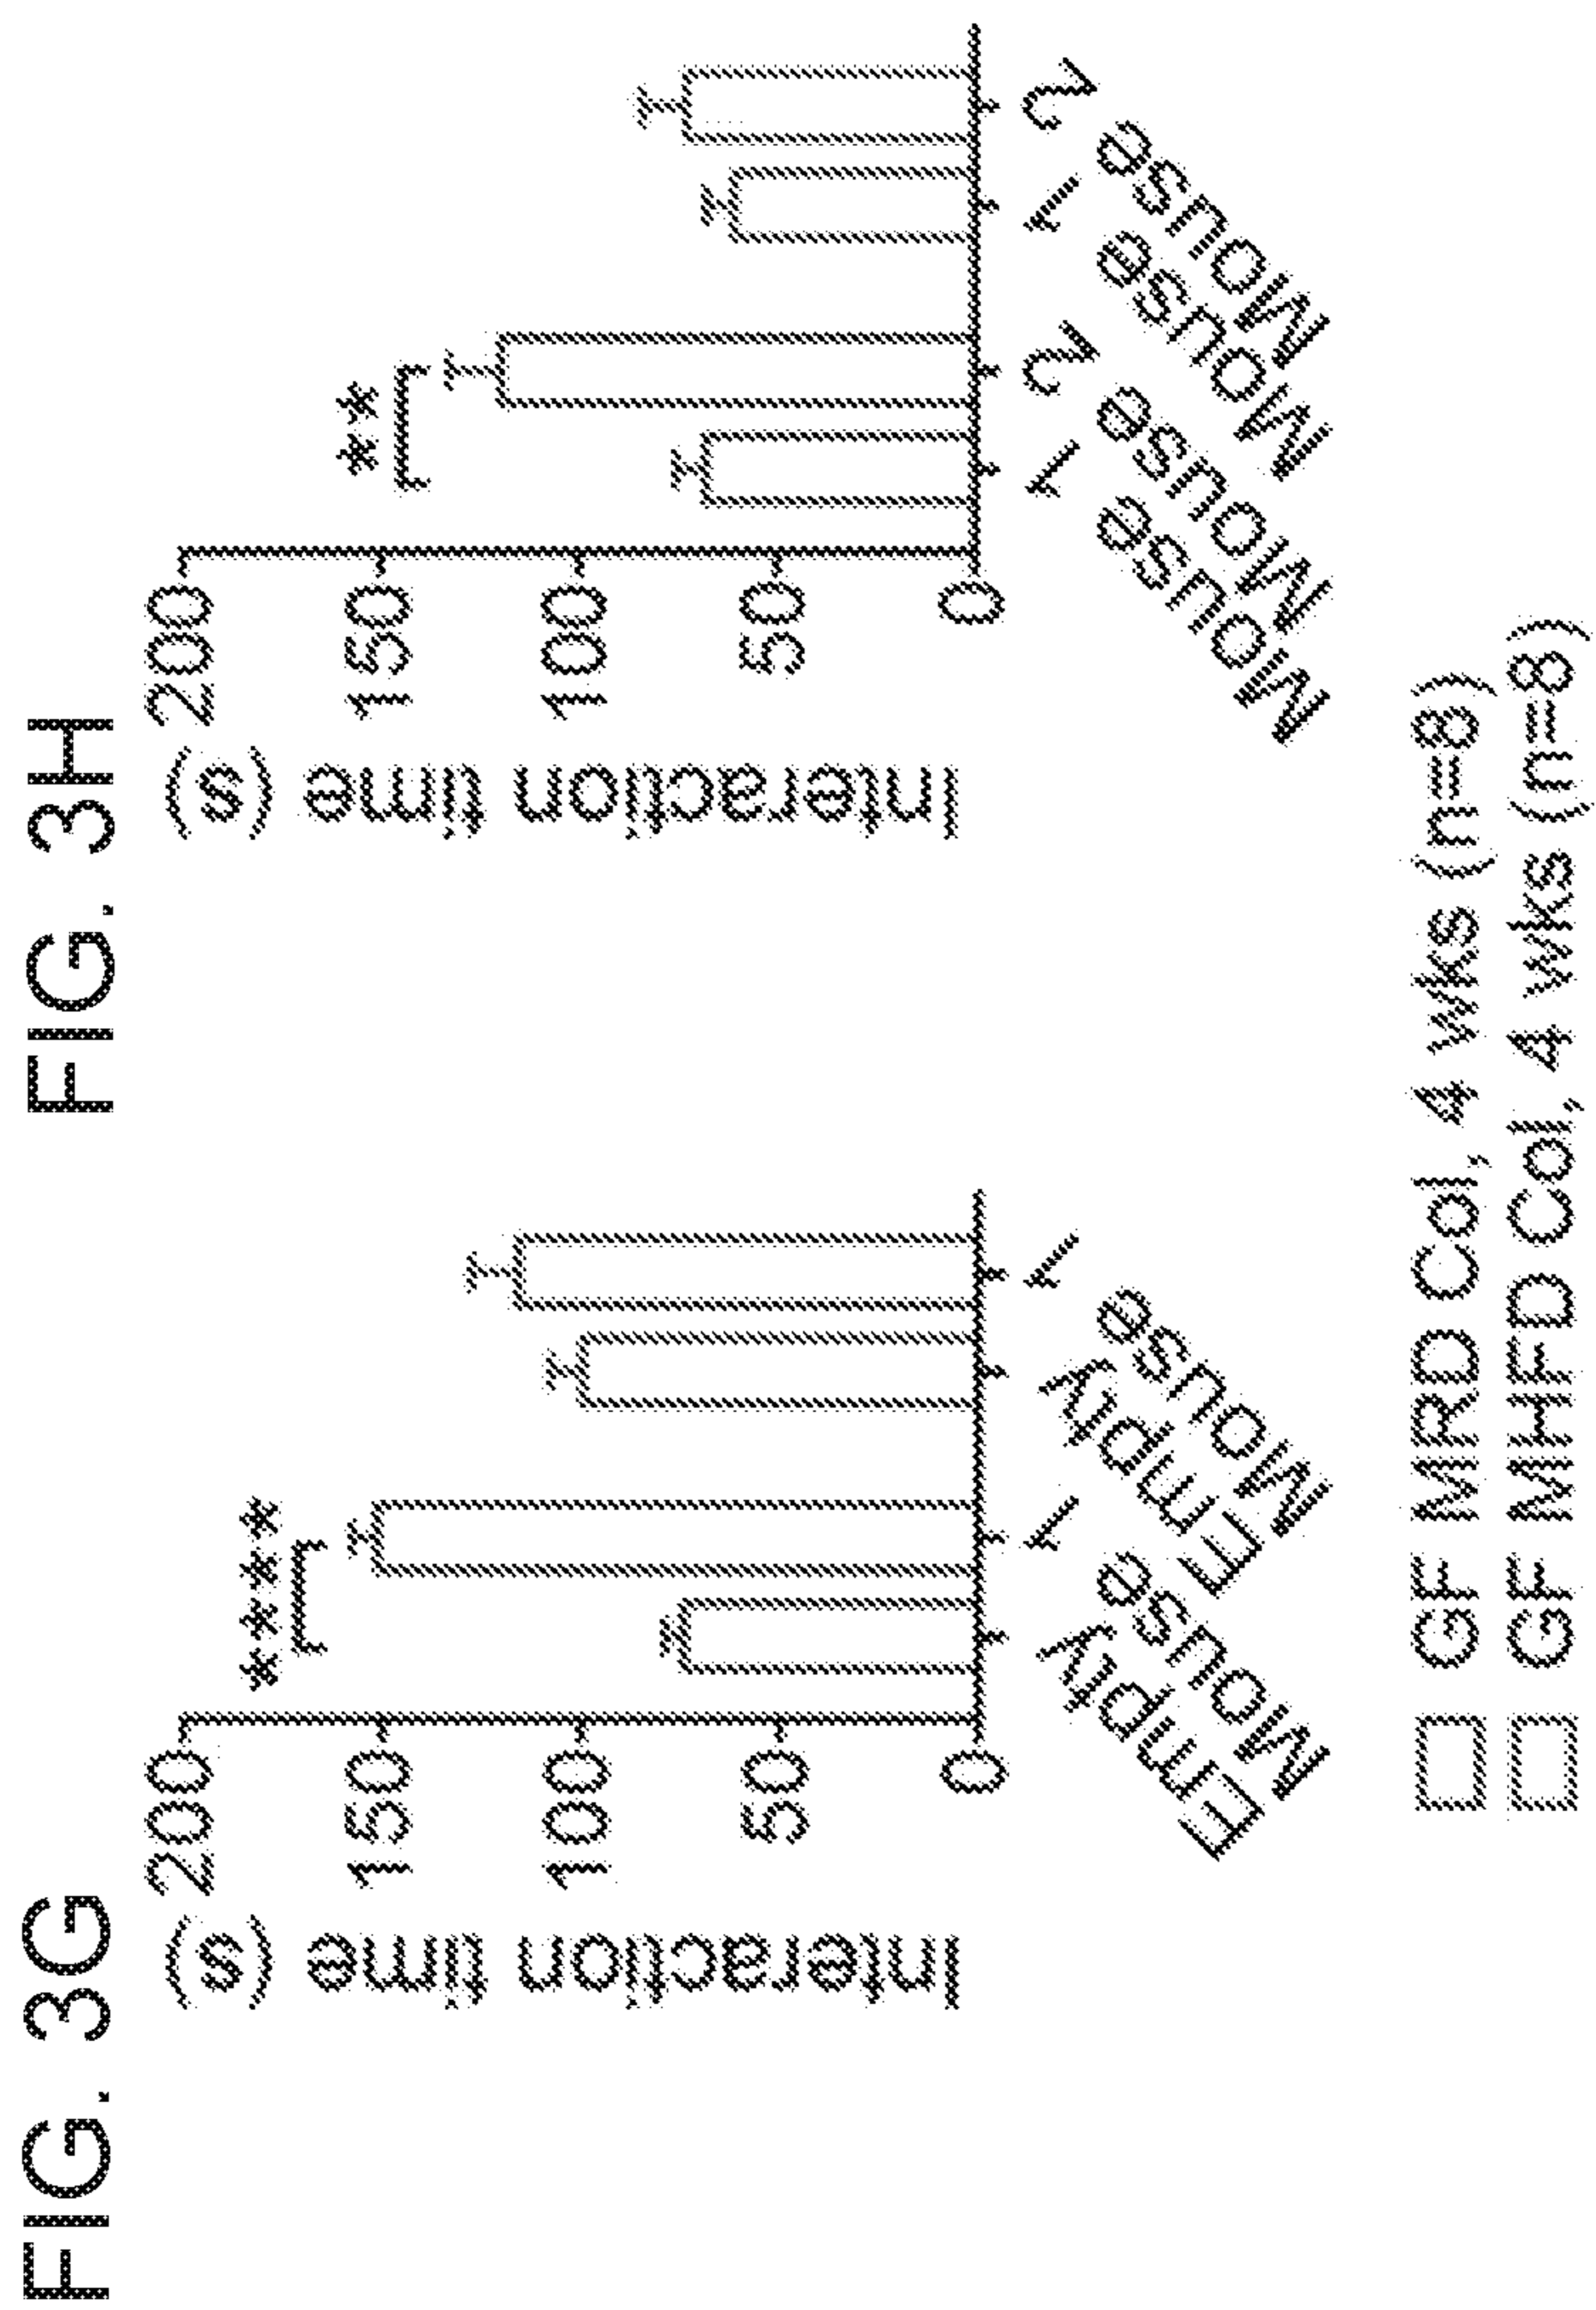 FIG. 3G
Interaction time (s)
200
150
100
50
0
****
Empty
Mouse 1
Empty
Mouse 1
FIG. 3H
Interaction time (s)
200
150
100
50
0
**
Mouse 1
Mouse 2
Mouse 1
Mouse 2
GF MRD Col, 4 wks (n=8)
GF MHFD Col, 4 wks (n=8)